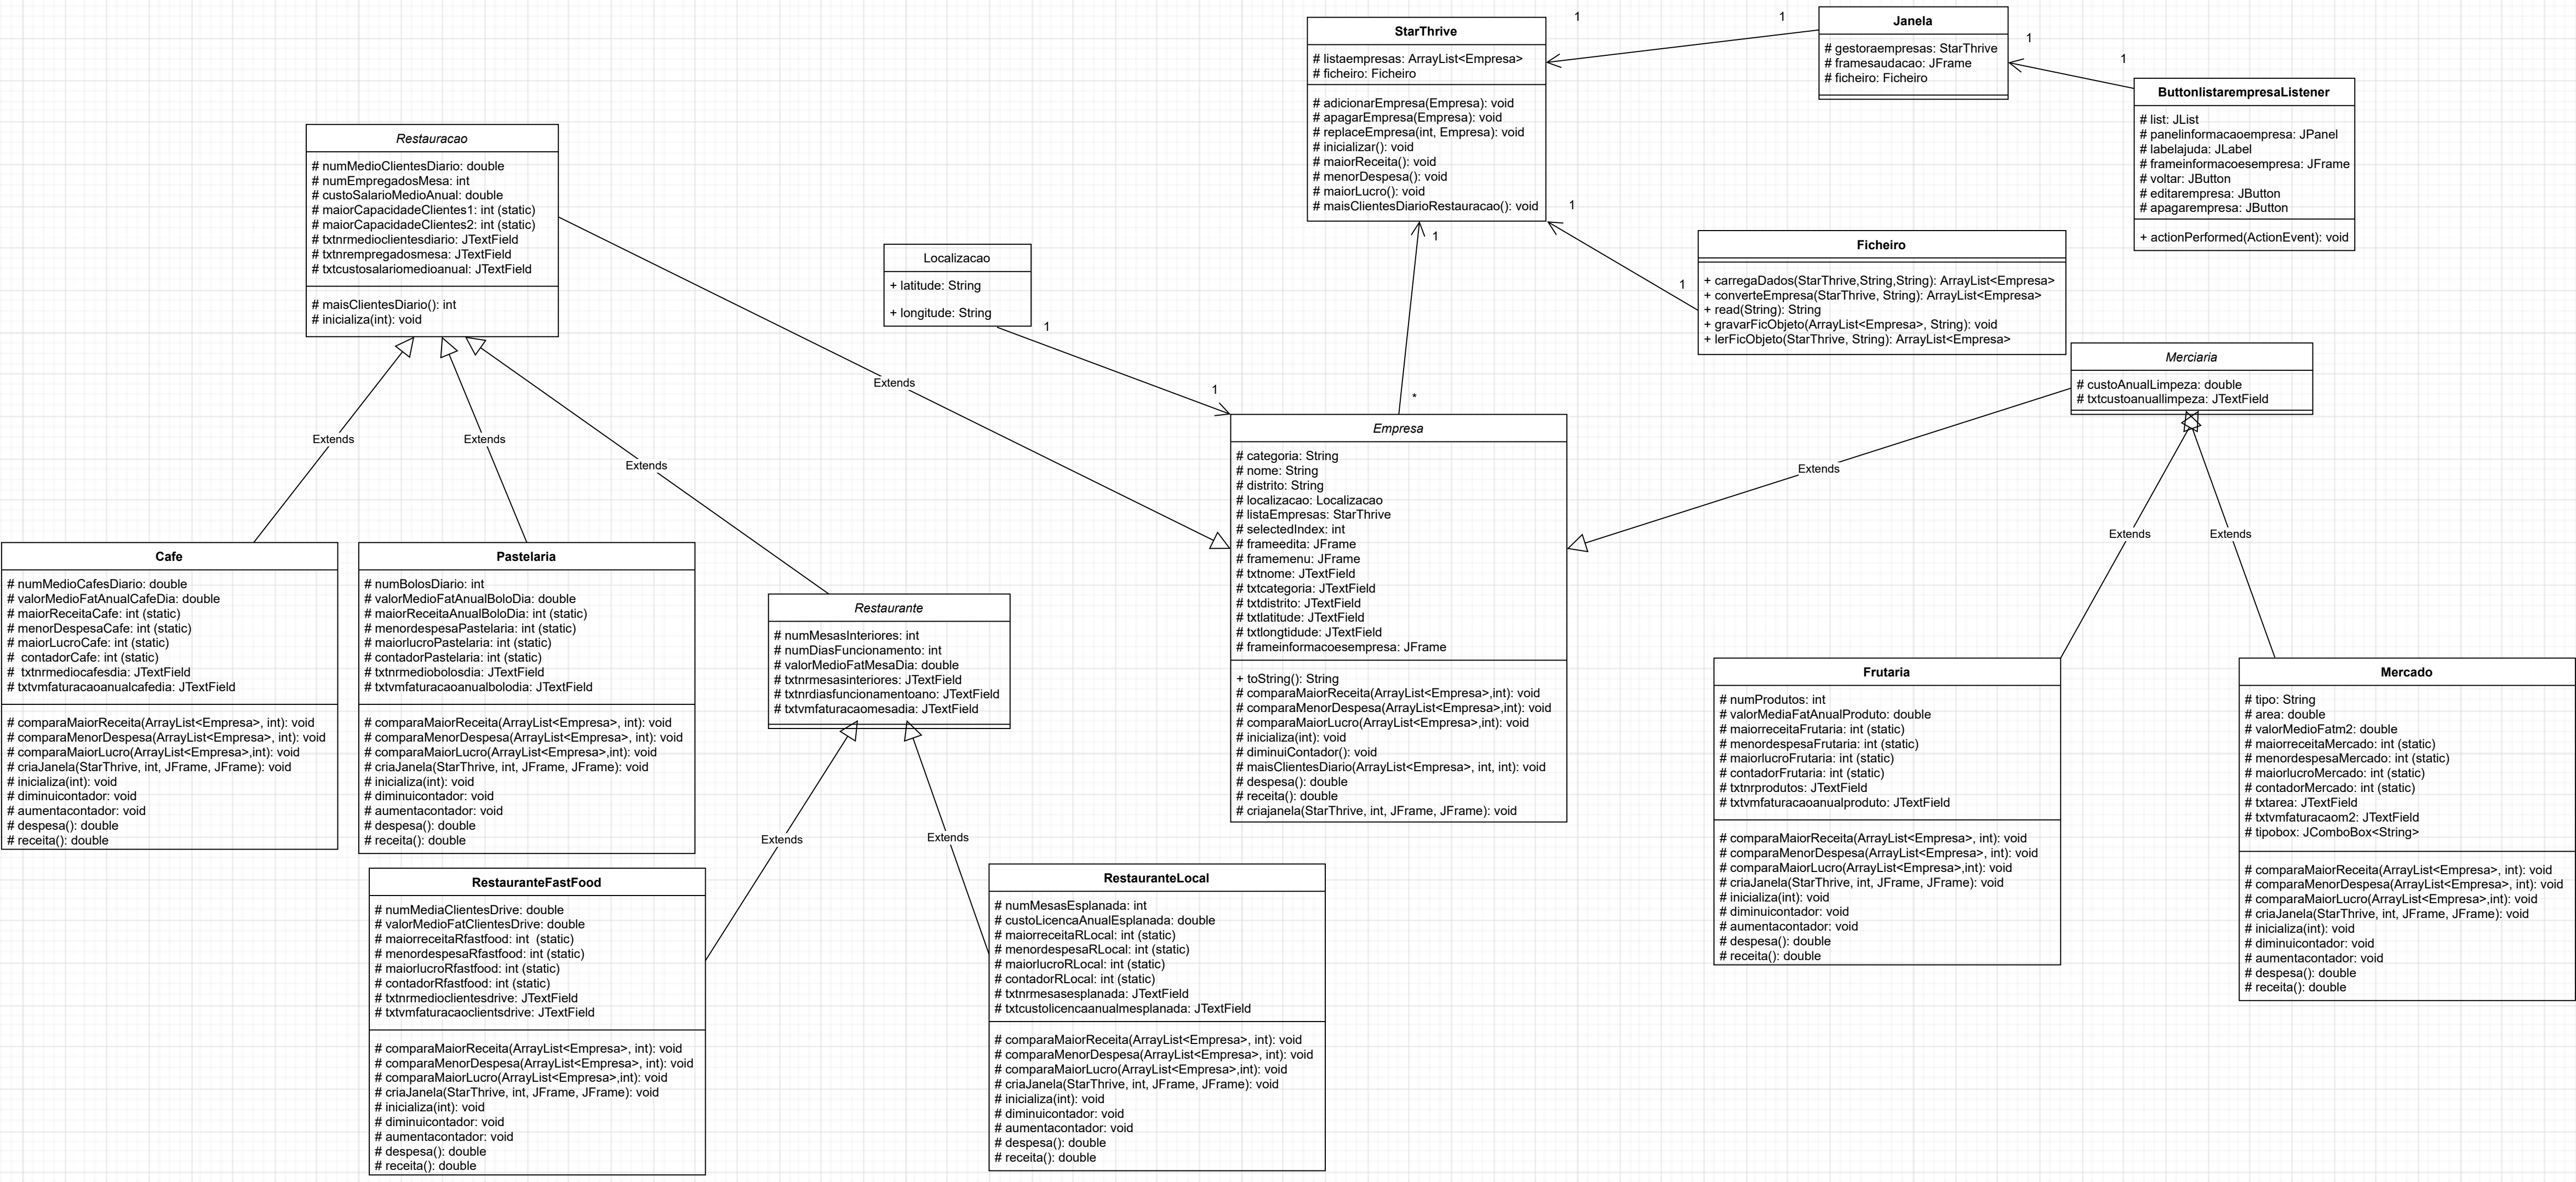 StarThrive
# listaempresas: ArrayList<Empresa>
# ficheiro: Ficheiro
# adicionarEmpresa(Empresa): void
# apagarEmpresa(Empresa): void
# replaceEmpresa(int, Empresa): void
# inicializar(): void
# maiorReceita(): void
# menorDespesa(): void
# maiorLucro(): void
# maisClientesDiarioRestauracao(): void
1
1
Janela
# gestoraempresas: StarThrive
# framesaudacao: JFrame
# ficheiro: Ficheiro
1
1
ButtonlistarempresaListener
# list: JList
# panelinformacaoempresa: JPanel
# labelajuda: JLabel
# frameinformacoesempresa: JFrame
# voltar: JButton
# editarempresa: JButton
# apagarempresa: JButton
+ actionPerformed(ActionEvent): void
Restauracao
# numMedioClientesDiario: double
# numEmpregadosMesa: int
# custoSalarioMedioAnual: double
# maiorCapacidadeClientes1: int (static)
# maiorCapacidadeClientes2: int (static)
# txtnrmedioclientesdiario: JTextField
# txtnrempregadosmesa: JTextField
# txtcustosalariomedioanual: JTextField
# maisClientesDiario(): int
# inicializa(int): void
Localizacao
+ latitude: String
+ longitude: String
1
1
1
*
1
1
Ficheiro
+ carregaDados(StarThrive,String,String): ArrayList<Empresa>
+ converteEmpresa(StarThrive, String): ArrayList<Empresa>
+ read(String): String
+ gravarFicObjeto(ArrayList<Empresa>, String): void
+ lerFicObjeto(StarThrive, String): ArrayList<Empresa>
Merciaria
# custoAnualLimpeza: double
# txtcustoanuallimpeza: JTextField
Extends
Extends
Extends
Extends
Extends
Extends
Extends
Empresa
# categoria: String
# nome: String
# distrito: String
# localizacao: Localizacao
# listaEmpresas: StarThrive
# selectedIndex: int
# frameedita: JFrame
# framemenu: JFrame
# txtnome: JTextField
# txtcategoria: JTextField
# txtdistrito: JTextField
# txtlatitude: JTextField
# txtlongtidude: JTextField
# frameinformacoesempresa: JFrame
+ toString(): String
# comparaMaiorReceita(ArrayList<Empresa>,int): void
# comparaMenorDespesa(ArrayList<Empresa>,int): void
# comparaMaiorLucro(ArrayList<Empresa>,int): void
# inicializa(int): void
# diminuiContador(): void
# maisClientesDiario(ArrayList<Empresa>, int, int): void
# despesa(): double
# receita(): double
# criajanela(StarThrive, int, JFrame, JFrame): void
Cafe
# numMedioCafesDiario: double
# valorMedioFatAnualCafeDia: double
# maiorReceitaCafe: int (static)
# menorDespesaCafe: int (static)
# maiorLucroCafe: int (static)
# contadorCafe: int (static)
# txtnrmediocafesdia: JTextField
# txtvmfaturacaoanualcafedia: JTextField
# comparaMaiorReceita(ArrayList<Empresa>, int): void
# comparaMenorDespesa(ArrayList<Empresa>, int): void
# comparaMaiorLucro(ArrayList<Empresa>,int): void
# criaJanela(StarThrive, int, JFrame, JFrame): void
# inicializa(int): void
# diminuicontador: void
# aumentacontador: void
# despesa(): double
# receita(): double
Pastelaria
# numBolosDiario: int
# valorMedioFatAnualBoloDia: double
# maiorReceitaAnualBoloDia: int (static)
# menordespesaPastelaria: int (static)
# maiorlucroPastelaria: int (static)
# contadorPastelaria: int (static)
# txtnrmediobolosdia: JTextField
# txtvmfaturacaoanualbolodia: JTextField
# comparaMaiorReceita(ArrayList<Empresa>, int): void
# comparaMenorDespesa(ArrayList<Empresa>, int): void
# comparaMaiorLucro(ArrayList<Empresa>,int): void
# criaJanela(StarThrive, int, JFrame, JFrame): void
# inicializa(int): void
# diminuicontador: void
# aumentacontador: void
# despesa(): double
# receita(): double
Restaurante
# numMesasInteriores: int
# numDiasFuncionamento: int
# valorMedioFatMesaDia: double
# txtnrmesasinteriores: JTextField
# txtnrdiasfuncionamentoano: JTextField
# txtvmfaturacaomesadia: JTextField
Extends
Extends
Frutaria
# numProdutos: int
# valorMediaFatAnualProduto: double
# maiorreceitaFrutaria: int (static)
# menordespesaFrutaria: int (static)
# maiorlucroFrutaria: int (static)
# contadorFrutaria: int (static)
# txtnrprodutos: JTextField
# txtvmfaturacaoanualproduto: JTextField
# comparaMaiorReceita(ArrayList<Empresa>, int): void
# comparaMenorDespesa(ArrayList<Empresa>, int): void
# comparaMaiorLucro(ArrayList<Empresa>,int): void
# criaJanela(StarThrive, int, JFrame, JFrame): void
# inicializa(int): void
# diminuicontador: void
# aumentacontador: void
# despesa(): double
# receita(): double
Mercado
# tipo: String
# area: double
# valorMedioFatm2: double
# maiorreceitaMercado: int (static)
# menordespesaMercado: int (static)
# maiorlucroMercado: int (static)
# contadorMercado: int (static)
# txtarea: JTextField
# txtvmfaturacaom2: JTextField
# tipobox: JComboBox<String>
# comparaMaiorReceita(ArrayList<Empresa>, int): void
# comparaMenorDespesa(ArrayList<Empresa>, int): void
# comparaMaiorLucro(ArrayList<Empresa>,int): void
# criaJanela(StarThrive, int, JFrame, JFrame): void
# inicializa(int): void
# diminuicontador: void
# aumentacontador: void
# despesa(): double
# receita(): double
RestauranteFastFood
# numMediaClientesDrive: double
# valorMedioFatClientesDrive: double
# maiorreceitaRfastfood: int (static)
# menordespesaRfastfood: int (static)
# maiorlucroRfastfood: int (static)
# contadorRfastfood: int (static)
# txtnrmedioclientesdrive: JTextField
# txtvmfaturacaoclientsdrive: JTextField
# comparaMaiorReceita(ArrayList<Empresa>, int): void
# comparaMenorDespesa(ArrayList<Empresa>, int): void
# comparaMaiorLucro(ArrayList<Empresa>,int): void
# criaJanela(StarThrive, int, JFrame, JFrame): void
# inicializa(int): void
# diminuicontador: void
# aumentacontador: void
# despesa(): double
# receita(): double
RestauranteLocal
# numMesasEsplanada: int
# custoLicencaAnualEsplanada: double
# maiorreceitaRLocal: int (static)
# menordespesaRLocal: int (static)
# maiorlucroRLocal: int (static)
# contadorRLocal: int (static)
# txtnrmesasesplanada: JTextField
# txtcustolicencaanualmesplanada: JTextField
# comparaMaiorReceita(ArrayList<Empresa>, int): void
# comparaMenorDespesa(ArrayList<Empresa>, int): void
# comparaMaiorLucro(ArrayList<Empresa>,int): void
# criaJanela(StarThrive, int, JFrame, JFrame): void
# inicializa(int): void
# diminuicontador: void
# aumentacontador: void
# despesa(): double
# receita(): double